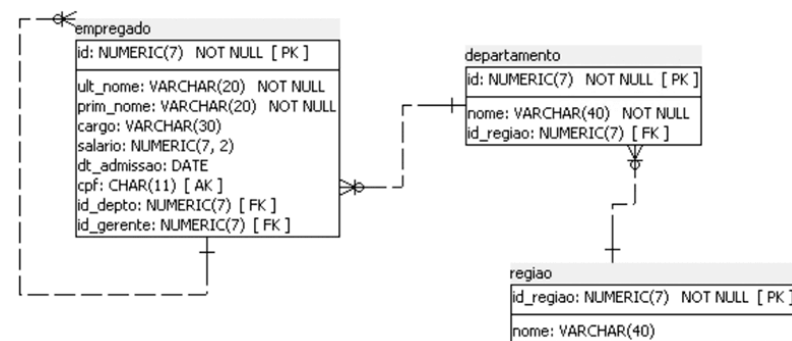 empregado
id: NUMERIC(7) NOT NULL [ PK ]
ult_nome: VARCHAR(20) NOT NULL
prim_nome: VARCHAR(20) NOT NULL
cargo: VARCHAR(30)
salario: NUMERIC(7, 2)
dt_admissao: DATE
cpf: CHAR(11) [ AK ]
id_depto: NUMERIC(7) [ FK ]
id_gerente: NUMERIC(7) [ FK ]
departamento
id: NUMERIC(7) NOT NULL [ PK ]
nome: VARCHAR(40) NOT NULL
id_regiao: NUMERIC(7) [ FK ]
regiao
id_regiao: NUMERIC(7) NOT NULL [ PK ]
nome: VARCHAR(40)